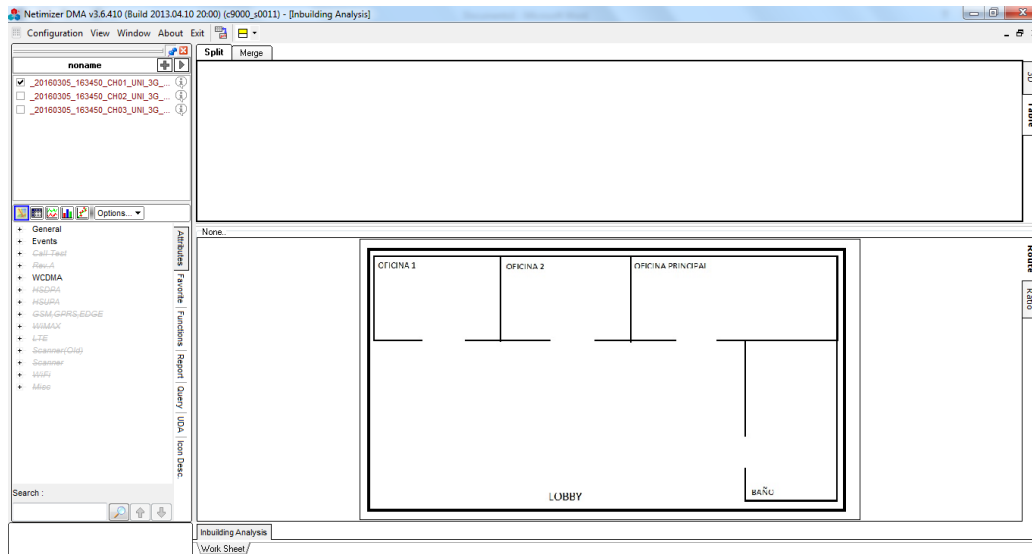 Netimizer DMA v3.6.410 (Build 2013.04.10 20:00) (c9000_s0011) - [Inbuilding Analysis]
Configuration View Window About Exit
noname
_20160305_163450_CH01_UNI_3G_...
_20160305_163450_CH02_UNI_3G_...
_20160305_163450_CH03_UNI_3G_...
Options...
General
Events
Call Test
Rev.A
WCDMA
HSDPA
HSUPA
GSM,GPRS,EDGE
WIMAX
LTE
Scanner(Old)
Scanner
WiFi
Misc
Attributes
Favorite
Functions
Report
Query
UDA
Icon Desc.
Search :
Split
Merge
3D
Table
None..
OFICINA 1
OFICINA 2
OFICINA PRINCIPAL
LOBBY
BAÑO
Route
Inbuilding Analysis
Work Sheet